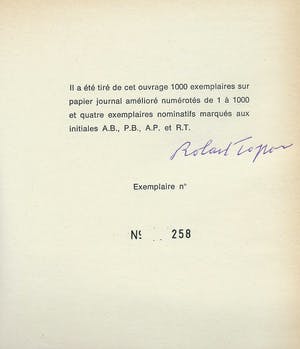 Il a été tiré de cet ouvrage 1000 exemplaires sur
papier journal amélioré numérotés de 1 à 1000
et quatre exemplaires nominatifs marqués aux
initiales A.B., P.B., A.P. et R.T.
Roland Topor
Exemplaire n°
Nº 258